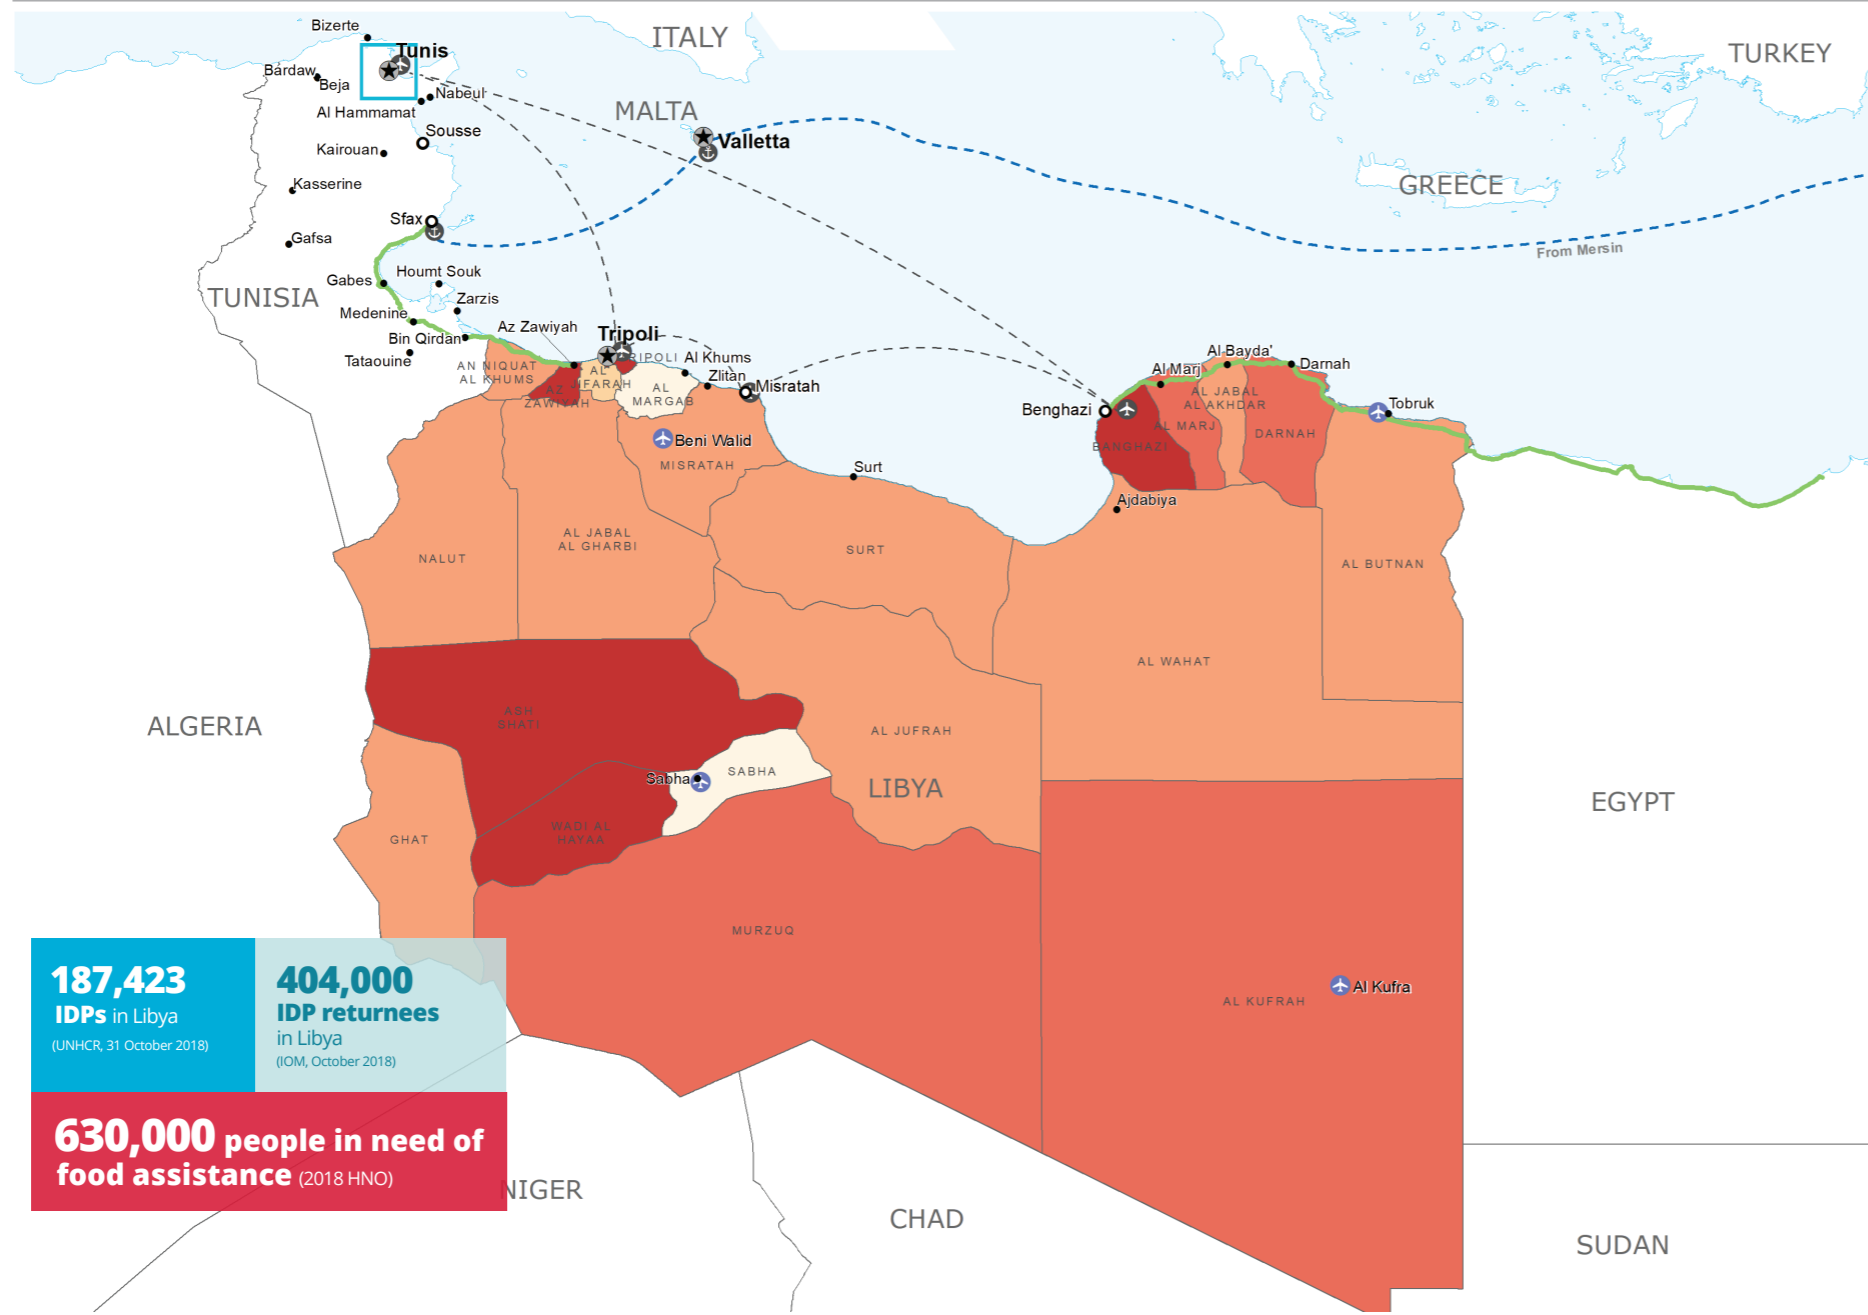 ITALY
TURKEY
Bizerte
Tunis
Bardaw
Beja
Nabeul
Al Hammamat
MALTA
Sousse
Valletta
Kairouan
Kasserine
GREECE
Sfax
Gafsa
From Mersin
Gabes
Houmt Souk
TUNISIA
Zarzis
Medenine
Bin Qirdan
Az Zawiyah
Tripoli
Tataouine
AN NIQUAT
AL KHUMS
TRIPOLI
Al Khums
Zlitan
Misratah
AL
JIFARAH
AZ
ZAWIYAH
AL
MARGAB
Al Bayda'
Al Marj
Darnah
AL JABAL
AL AKHDAR
Benghazi
Tobruk
AL MARJ
DARNAH
BANGHAZI
Beni Walid
MISRATAH
Surt
Ajdabiya
NALUT
AL JABAL
AL GHARBI
SURT
AL BUTNAN
AL WAHAT
ALGERIA
ASH
SHATI
AL JUFRAH
Sabha
SABHA
LIBYA
EGYPT
GHAT
WADI AL
HAYAA
MURZUQ
AL KUFRAH
Al Kufra
187,423
IDPs in Libya
(UNHCR, 31 October 2018)
404,000
IDP returnees
in Libya
(IOM, October 2018)
630,000 people in need of
food assistance (2018 HNO)
NIGER
CHAD
SUDAN